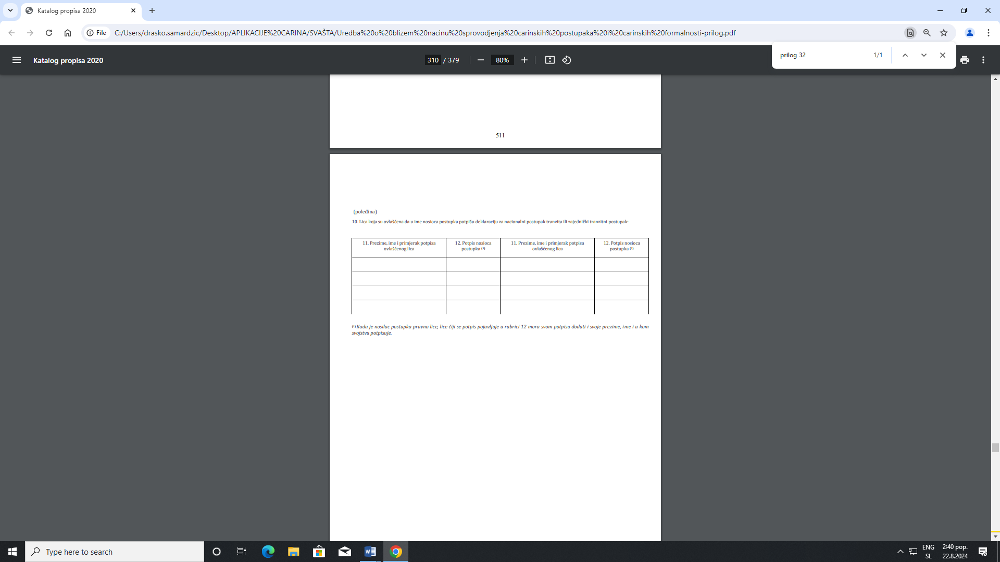 Katalog propisa 2020
File
C:/Users/drasko.samardzic/Desktop/APLIKACIJE%20CARINA/SVAŠTA/Uredba%20o%20blizem%20nacinu%20sprovodjenja%20carinskih%20postupaka%20i%20carinskih%20formalnosti-prilog.pdf
prilog 32 1/1
Katalog propisa 2020
310 / 379
80%
511
(poleđina)
10. Lica koja su ovlašćena da u ime nosioca postupka potpišu deklaraciju za nacionalni postupak tranzita ili zajednički tranzitni postupak:
11. Prezime, ime i primjerak potpisa
ovlašćenog lica
12. Potpis nosioca
postupka (1)
11. Prezime, ime i primjerak potpisa
ovlašćenog lica
12. Potpis nosioca
postupka (1)
(1) Kada je nosilac postupka pravno lice, lice čiji se potpis pojavljuje u rubrici 12 mora svom potpisu dodati i svoje prezime, ime i u kom
svojstvu potpisuje.
Type here to search
ENG
SL
2:40 pop.
22.8.2024